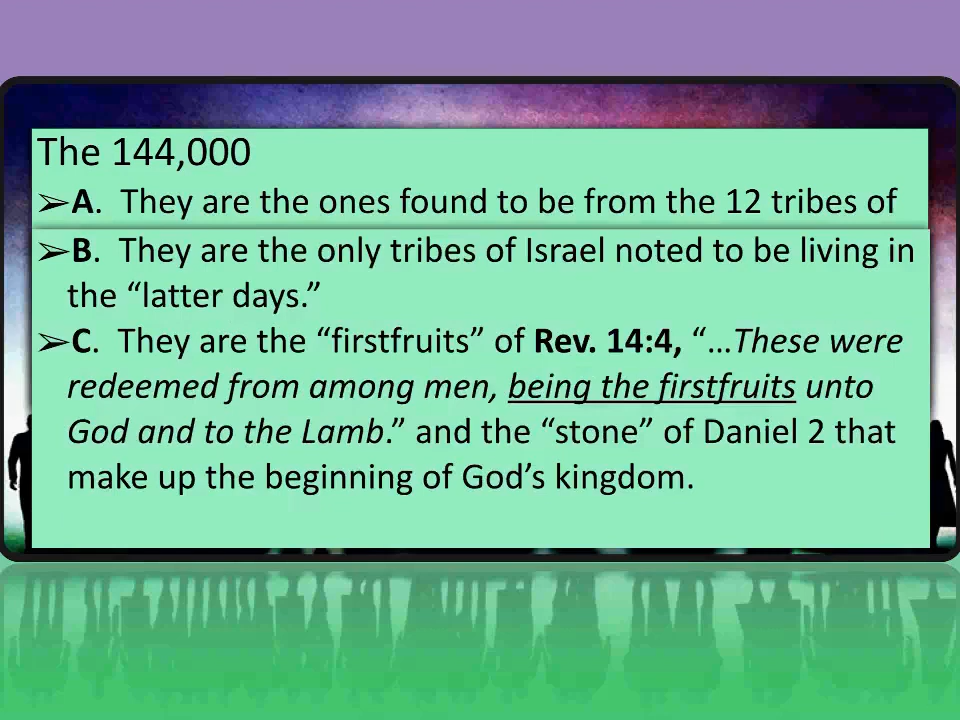 The 144,000
➢A.  They are the ones found to be from the 12 tribes of
➢B.  They are the only tribes of Israel noted to be living in
the “latter days.”
➢C.  They are the “firstfruits” of Rev. 14:4, “…These were
redeemed from among men, being the firstfruits unto
God and to the Lamb.” and the “stone” of Daniel 2 that
make up the beginning of God’s kingdom.